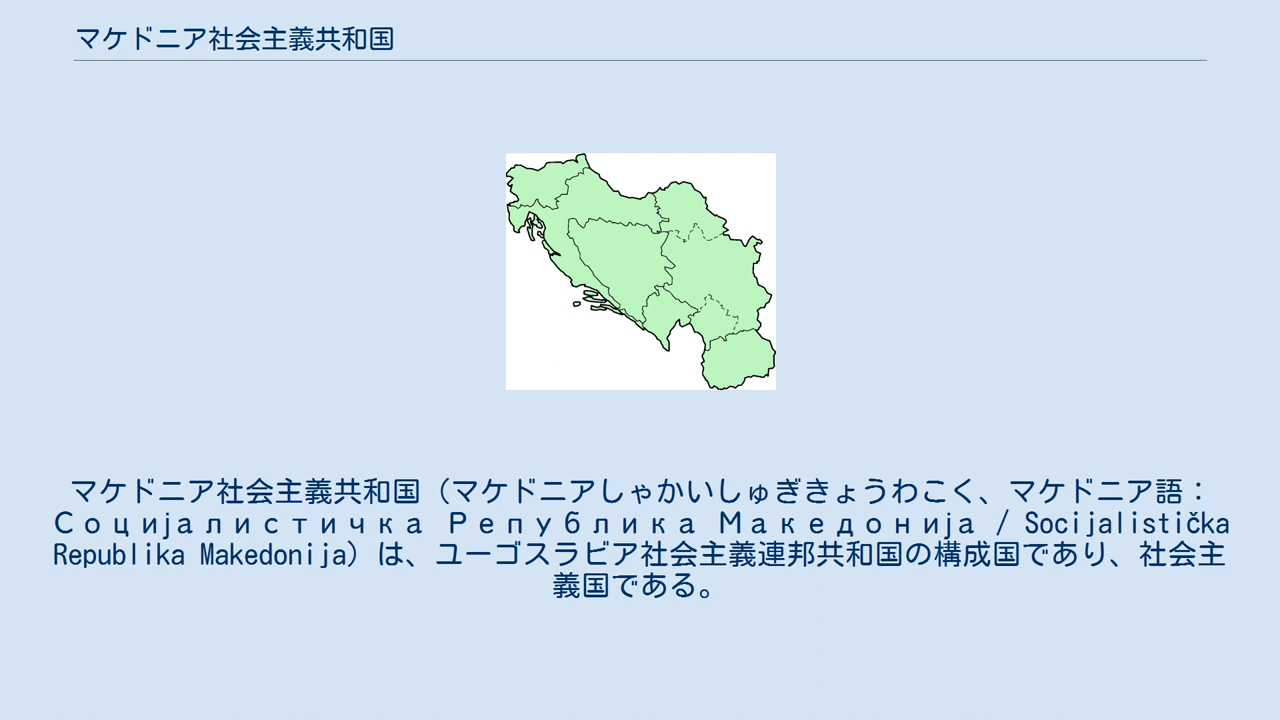 マケドニア社会主義共和国
マケドニア社会主義共和国（マケドニアしゃかいしゅぎきょうわこく、マケドニア語：
Социјалистичка Република Македонија / Socijalistička
Republika Makedonija）は、ユーゴスラビア社会主義連邦共和国の構成国であり、社会主
義国である。